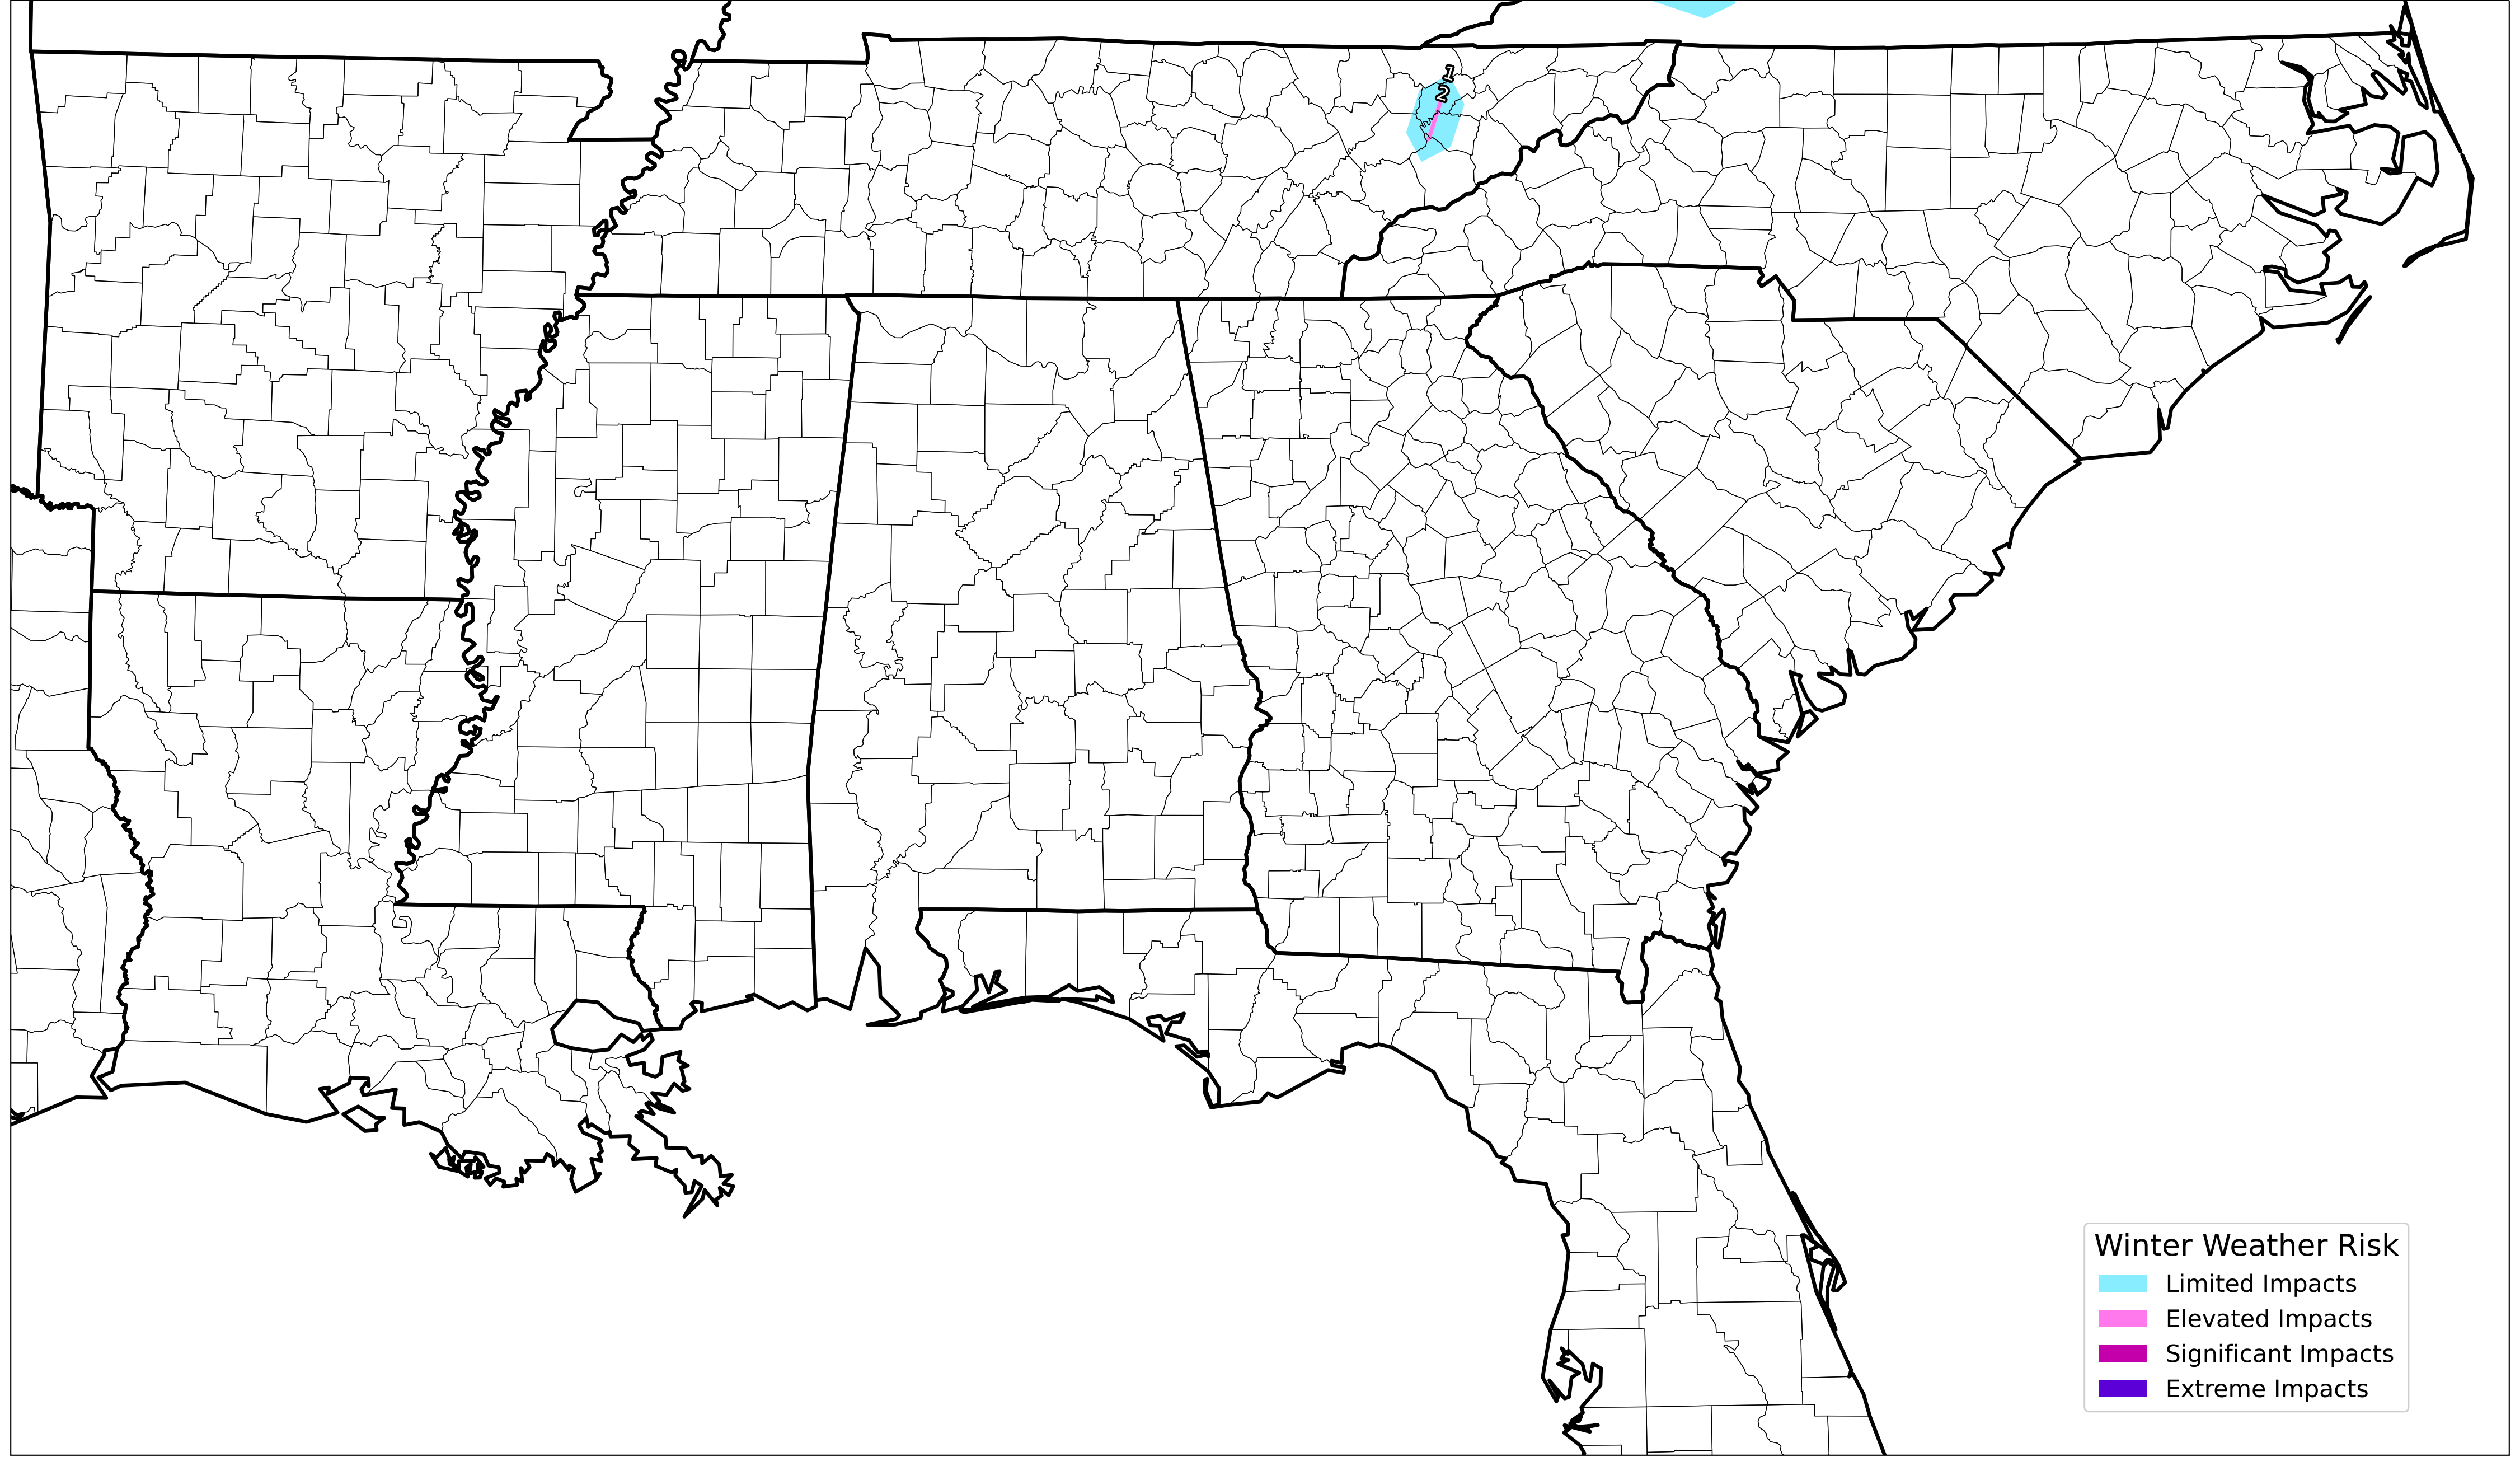 1
2
Winter Weather Risk
Limited Impacts
Elevated Impacts
Significant Impacts
Extreme Impacts